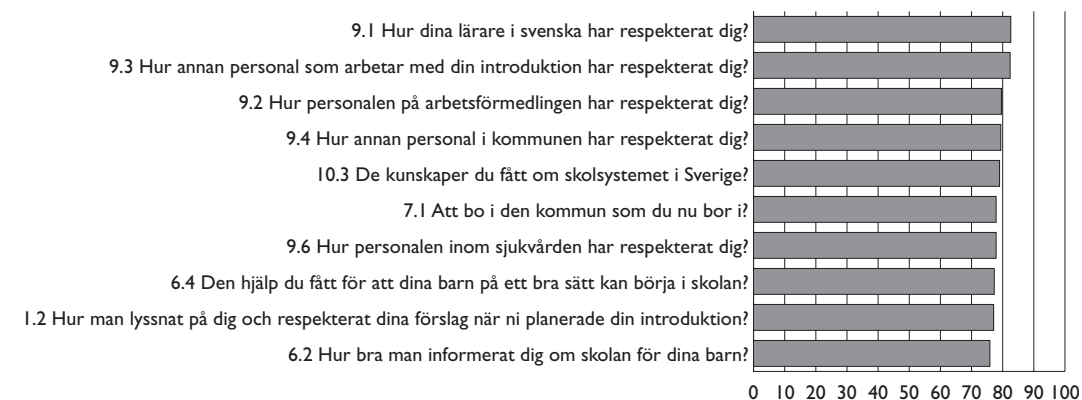 9.1 Hur dina lärare i svenska har respekterat dig?
9.3 Hur annan personal som arbetar med din introduktion har respekterat dig?
9.2 Hur personalen på arbetsförmedlingen har respekterat dig?
9.4 Hur annan personal i kommunen har respekterat dig?
10.3 De kunskaper du fått om skolsystemet i Sverige?
7.1 Att bo i den kommun som du nu bor i?
9.6 Hur personalen inom sjukvården har respekterat dig?
6.4 Den hjälp du fått för att dina barn på ett bra sätt kan börja i skolan?
1.2 Hur man lyssnat på dig och respekterat dina förslag när ni planerade din introduktion?
6.2 Hur bra man informerat dig om skolan för dina barn?
0 10 20 30 40 50 60 70 80 90 100